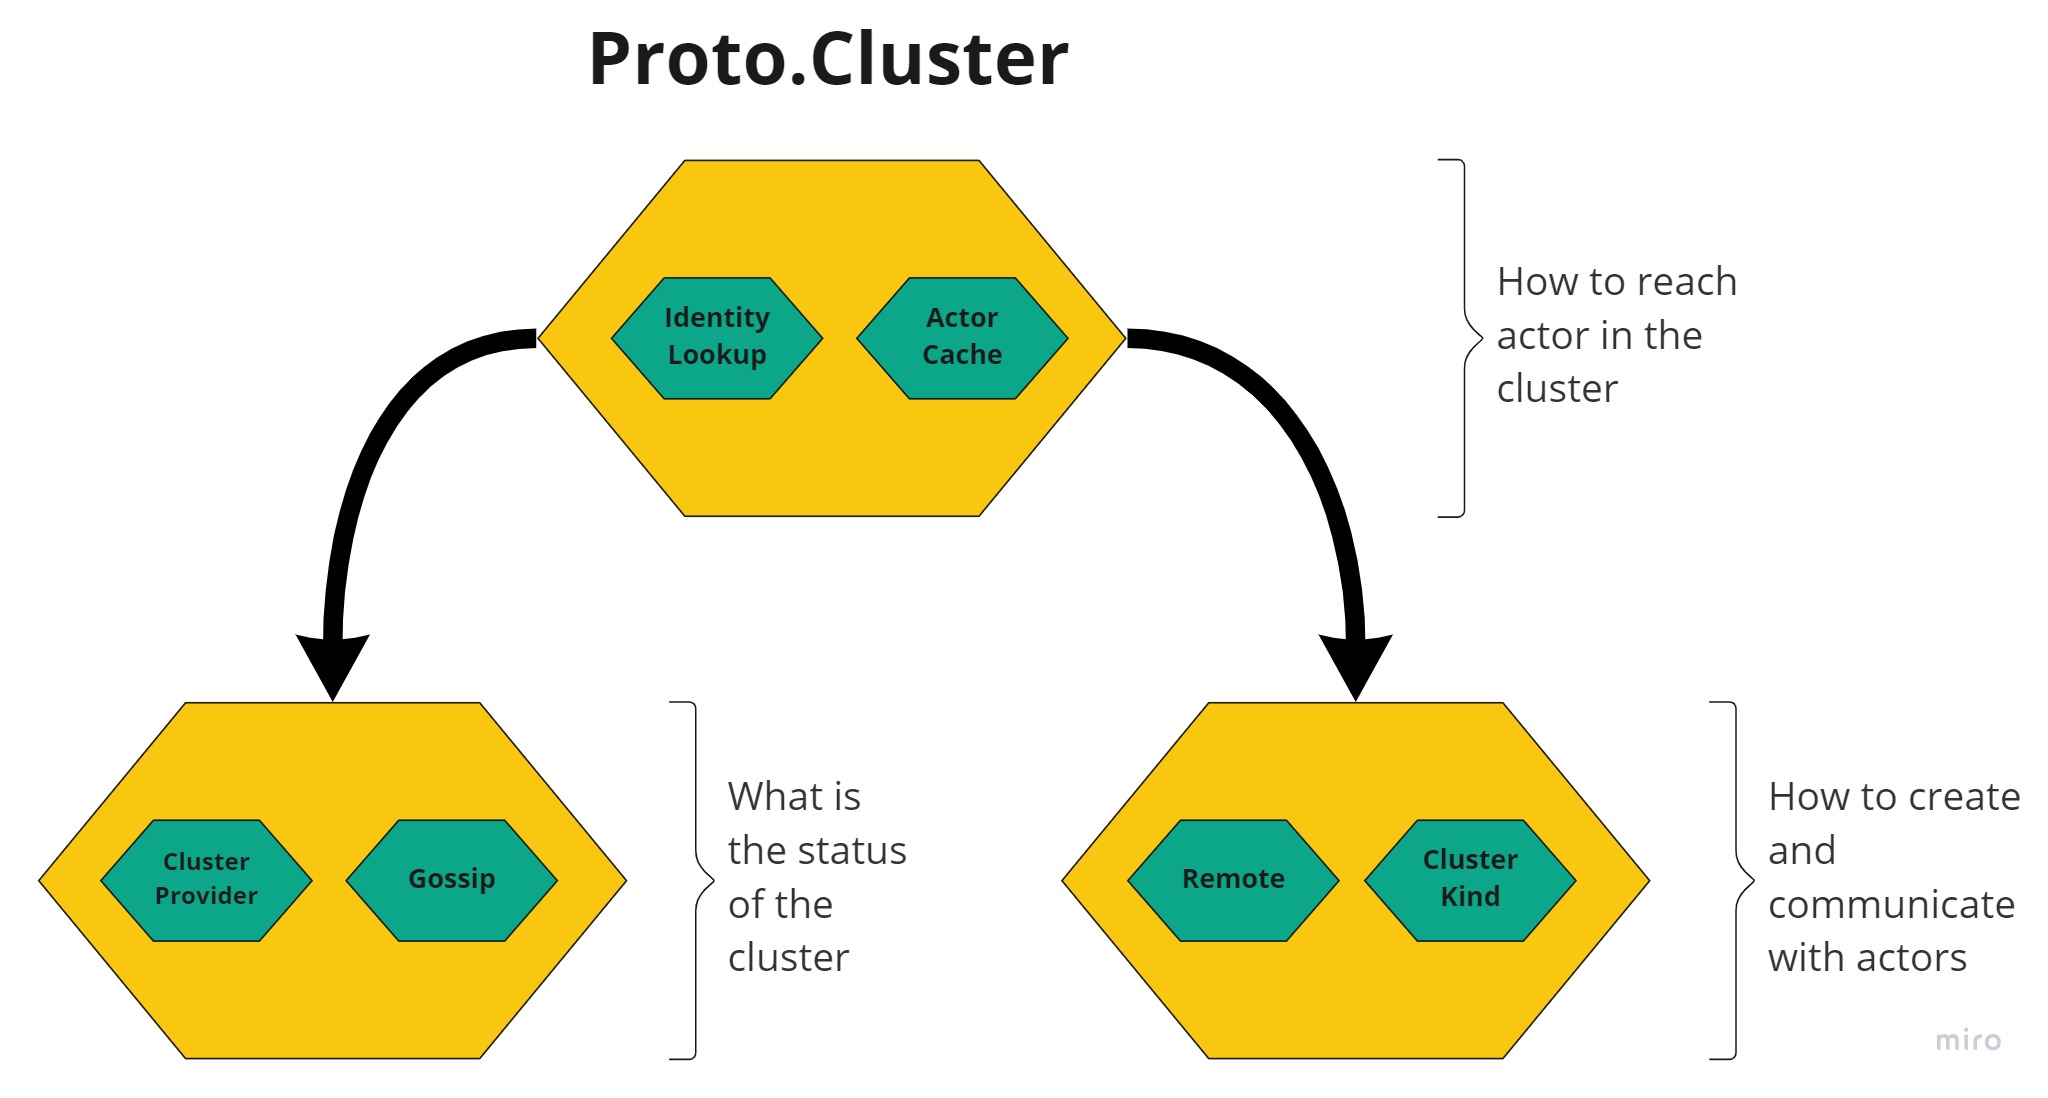 Proto.Cluster
Identity
Lookup
Actor
Cache
How to reach
actor in the
cluster
Cluster
Provider
Gossip
What is
the status
of the
cluster
Remote
Cluster
Kind
How to create
and
communicate
with actors
miro